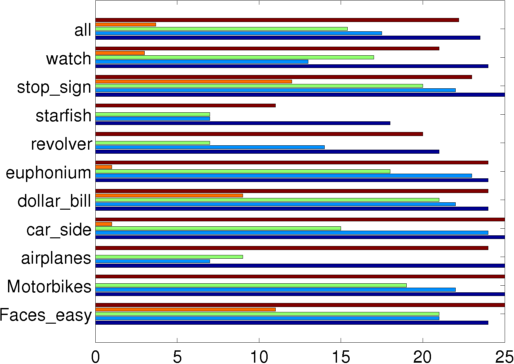 all
watch
stop_sign
starfish
revolver
euphonium
dollar_bill
car_side
airplanes
Motorbikes
Faces_easy
0 5 10 15 20 25